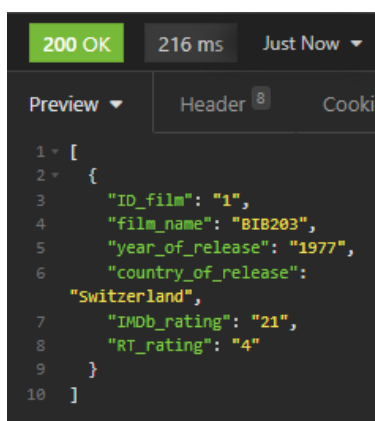 200 OK 216 ms Just Now
Preview Header 8 Cooki
1 [
2 {
3 "ID_film": "1",
4 "film_name": "BIB203",
5 "year_of_release": "1977",
6 "country_of_release":
"Switzerland",
7 "IMDb_rating": "21",
8 "RT_rating": "4"
9 }
10 ]